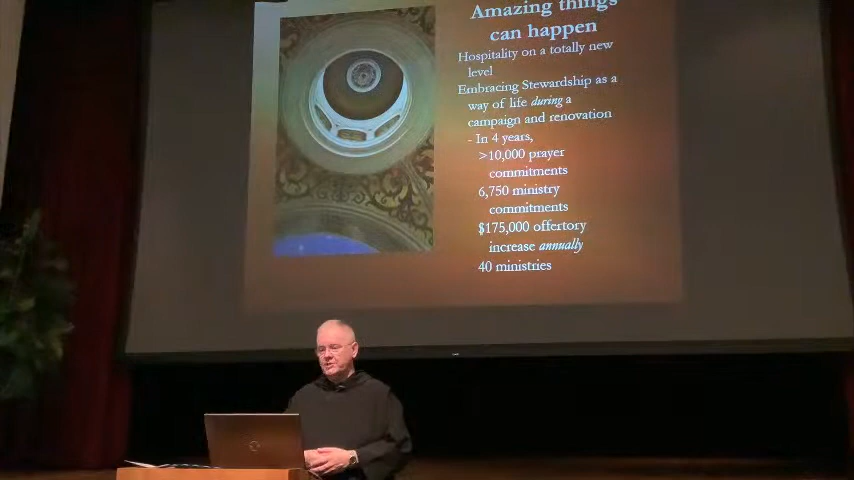 Amazing things
can happen
Hospitality on a totally new
level
Embracing Stewardship as a
way of life during a
campaign and renovation
- In 4 years,
>10,000 prayer
commitments
6,750 ministry
commitments
$175,000 offertory
increase annually
40 ministries